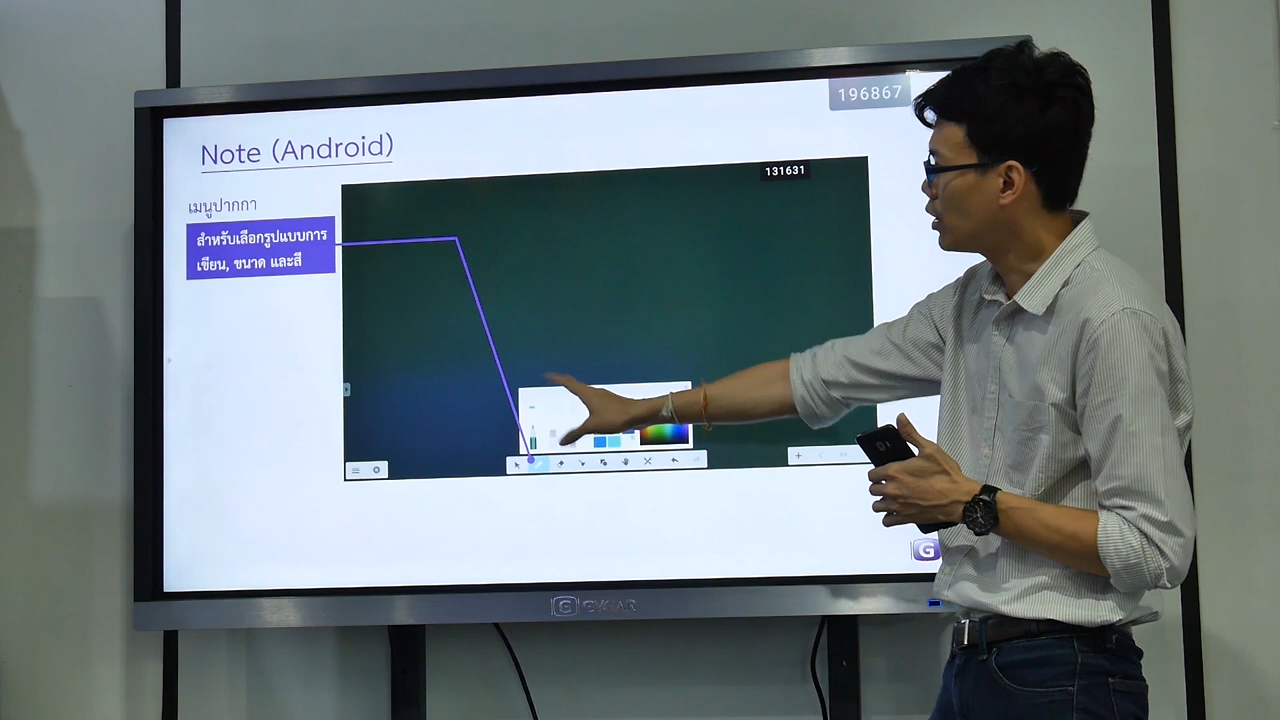 196867
Note (Android)
131631
เมนูปากกา
สำหรับเลือกรูปแบบการ
เขียน, ขนาด และสี
G